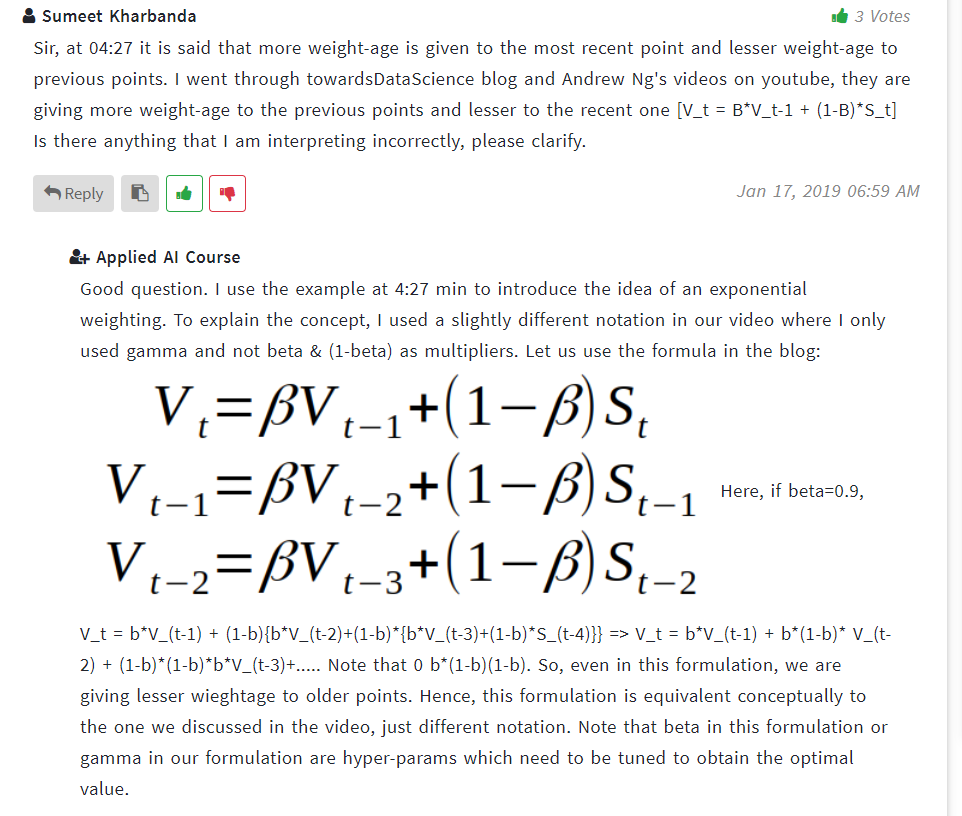 Sumeet Kharbanda
3 Votes
Sir, at 04:27 it is said that more weight-age is given to the most recent point and lesser weight-age to
previous points. I went through towardsDataScience blog and Andrew Ng's videos on youtube, they are
giving more weight-age to the previous points and lesser to the recent one [V_t = B*V_t-1 + (1-B)*S_t]
Is there anything that I am interpreting incorrectly, please clarify.
Reply
Jan 17, 2019 06:59 AM
Applied AI Course
Good question. I use the example at 4:27 min to introduce the idea of an exponential
weighting. To explain the concept, I used a slightly different notation in our video where I only
used gamma and not beta & (1-beta) as multipliers. Let us use the formula in the blog:
V_t=βV_{t−1}+(1−β)S_t
V_{t−1}=βV_{t−2}+(1−β)S_{t−1} Here, if beta=0.9,
V_{t−2}=βV_{t−3}+(1−β)S_{t−2}
V_t = b*V_(t-1) + (1-b){b*V_(t-2)+(1-b)*{b*V_(t-3)+(1-b)*S_(t-4)}} => V_t = b*V_(t-1) + b*(1-b)* V_(t-
2) + (1-b)*(1-b)*b*V_(t-3)+..... Note that 0 b*(1-b)(1-b). So, even in this formulation, we are
giving lesser wieghtage to older points. Hence, this formulation is equivalent conceptually to
the one we discussed in the video, just different notation. Note that beta in this formulation or
gamma in our formulation are hyper-params which need to be tuned to obtain the optimal
value.